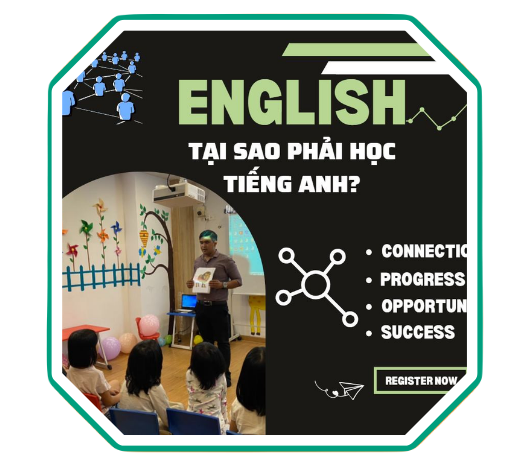 ENGLISH
TẠI SAO PHẢI HỌC
TIẾNG ANH?
• CONNECTIO
• PROGRESS
• OPPORTUN
• SUCCESS
REGISTER NOW